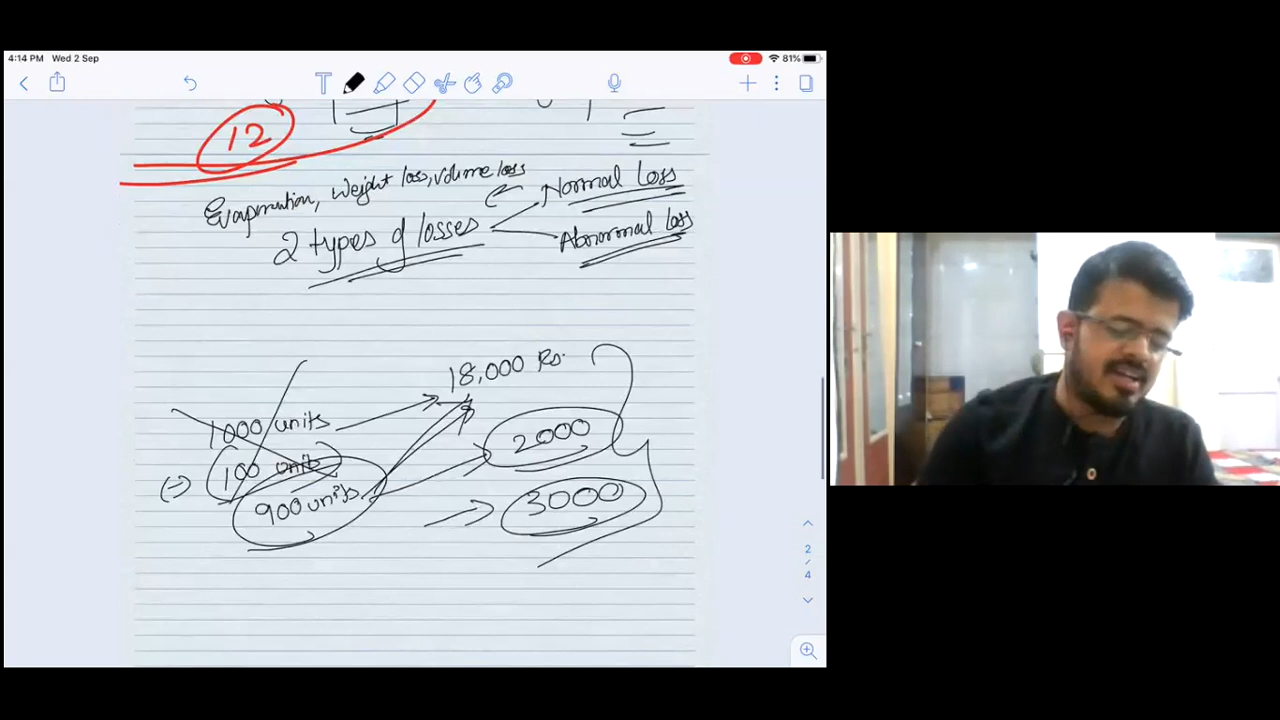 4:14 PM Wed 2 Sep
81%
T
12
Evaporation, Weight loss, volume loss
Normal Loss
2 types of losses
Abnormal loss
18,000 Rs.
1000 units
2000
(-) 100 units
900 units
3000
2
4